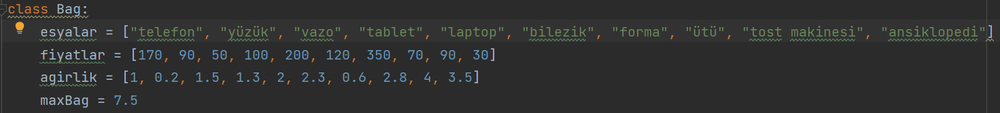 class Bag:
esyalar = ["telefon", "yüzük", "vazo", "tablet", "laptop", "bilezik", "forma", "ütü", "tost makinesi", "ansiklopedi"]
fiyatlar = [170, 90, 50, 100, 200, 120, 350, 70, 90, 30]
agirlik = [1, 0.2, 1.5, 1.3, 2, 2.3, 0.6, 2.8, 4, 3.5]
maxBag = 7.5